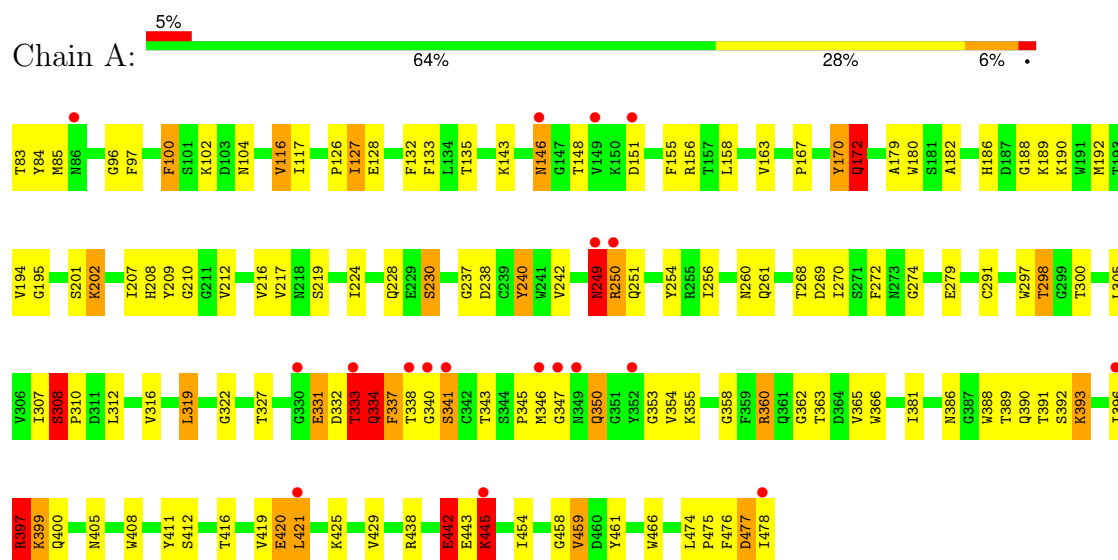 5%
Chain A:
64% 28% 6% •
T83 Y84 M85 N86 G96 F97 F100 S101 K102 D103 N104 V116 I117 P126 I127 E128 F132 F133 L134 T135 K143 N146 G147 T148 V149 K150 D151 F155 R156 T157 L158 V163 P167 Y170 Q172 A179 W180 S181 A182 H186 D187 G188 K189 K190 W191 M192 T193
V194 G195 S201 K202 I207 H208 Y209 G210 G211 V212 V216 V217 N218 S219 I224 Q228 E229 S230 G237 D238 C239 Y240 W241 V242 N249 R250 Q251 Y254 R255 I256 N260 Q261 T268 D269 I270 S271 F272 N273 G274 E279 C291 W297 T298 G299 T300 I305
V306 I307 S308 P310 D311 L312 V316 L319 G322 T327 G330 E331 D332 T333 Q334 F337 T338 G340 S341 C342 T343 S344 P345 M346 G347 N349 Q350 G351 Y352 G353 V354 K355 G358 F359 R360 Q361 G362 T363 D364 V365 W366 I381 N386 G387 W388 T389 Q390 T391 S392 K393 I396
R397 K399 Q400 N405 W408 Y411 S412 T416 V419 E420 L421 K425 V429 R438 E442 E443 K445 I454 G458 V459 D460 Y461 W466 L474 P475 F476 D477 I478